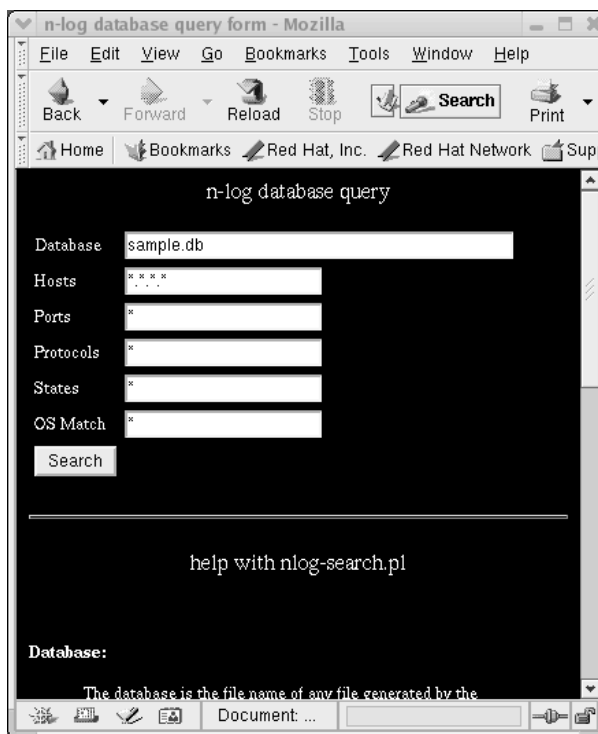 n-log database query form - Mozilla
File Edit View Go Bookmarks Tools Window Help
Back Forward Reload Stop Search Print
Home Bookmarks Red Hat, Inc. Red Hat Network Sup
n-log database query
Database sample.db
Hosts *.*.*.*
Ports *
Protocols *
States *
OS Match *
Search
help with nlog-search.pl
Database:
The database is the file name of any file generated by the
Document: ...